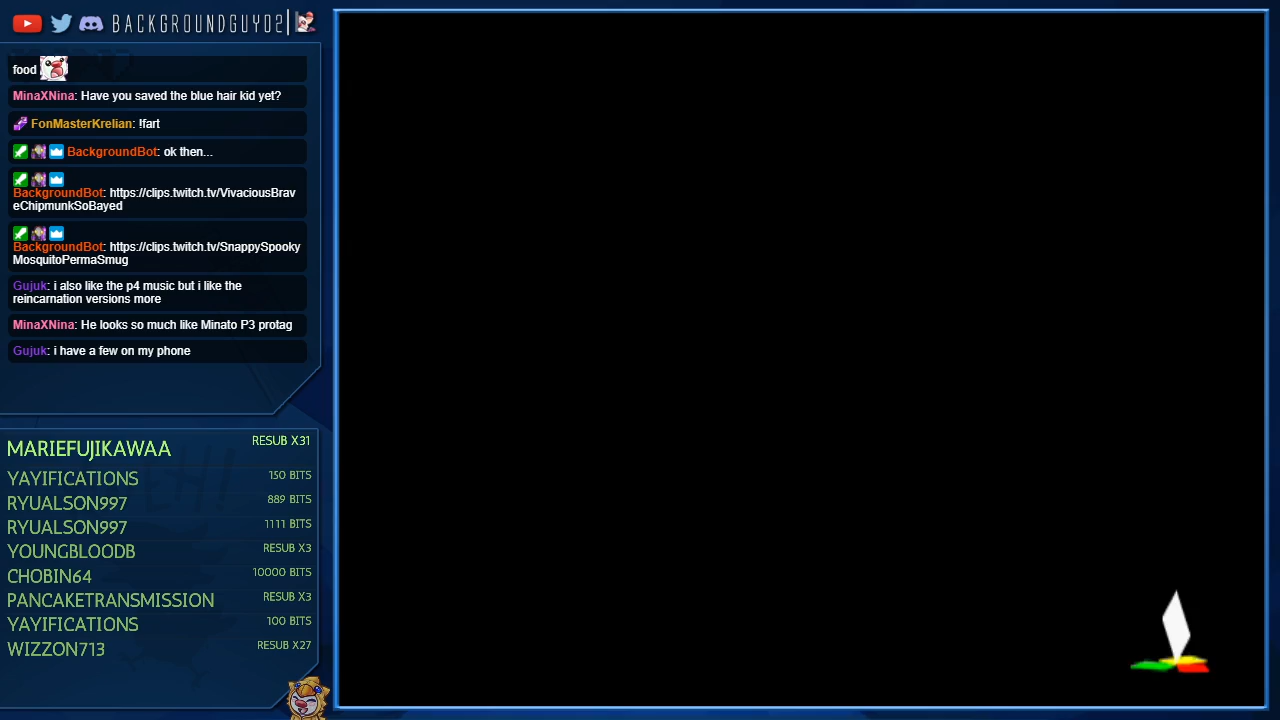 BACKGROUNDGUY02
food
MinaXNina: Have you saved the blue hair kid yet?
FonMasterKrelian: !fart
BackgroundBot: ok then...
BackgroundBot: https://clips.twitch.tv/VivaciousBrav
eChipmunkSoBayed
BackgroundBot: https://clips.twitch.tv/SnappySpooky
MosquitoPermaSmug
Gujuk: i also like the p4 music but i like the
reincarnation versions more
MinaXNina: He looks so much like Minato P3 protag
Gujuk: i have a few on my phone
MARIEFUJIKAWAA RESUB X31
YAYIFICATIONS 150 BITS
RYUALSON997 889 BITS
RYUALSON997 1111 BITS
YOUNGBLOODB RESUB X3
CHOBIN64 10000 BITS
PANCAKETRANSMISSION RESUB X3
YAYIFICATIONS 100 BITS
WIZZON713 RESUB X27